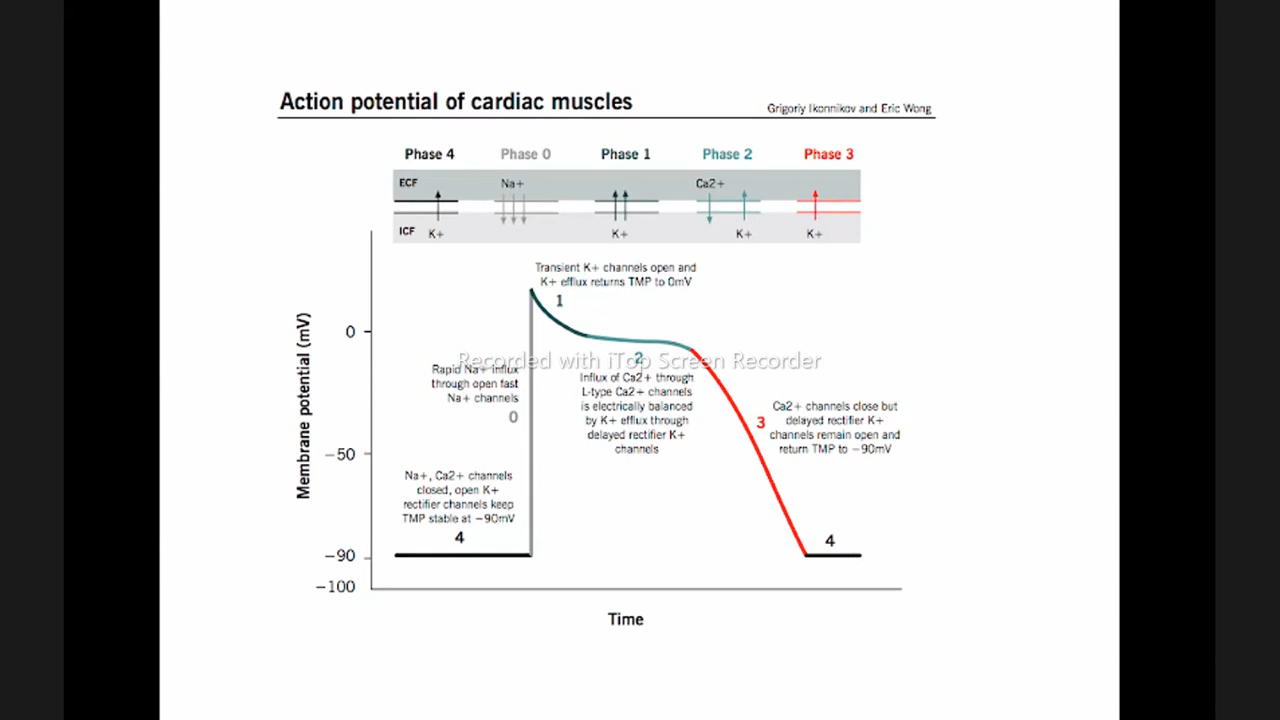 Action potential of cardiac muscles
Grigoriy Ikonnikov and Eric Wong
Phase 4 Phase 0 Phase 1 Phase 2 Phase 3
ECF Na+ Ca2+
ICF K+ K+ K+ K+
Transient K+ channels open and
K+ efflux returns TMP to 0mV
1
Membrane potential (mV)
0
−50
−90
−100
Recorded with iTop Screen Recorder
Rapid Na+ influx
through open fast
Na+ channels
0
2
Influx of Ca2+ through
L-type Ca2+ channels
is electrically balanced
by K+ efflux through
delayed rectifier K+
channels
3
Ca2+ channels close but
delayed rectifier K+
channels remain open and
return TMP to −90mV
Na+, Ca2+ channels
closed, open K+
rectifier channels keep
TMP stable at −90mV
4
4
Time